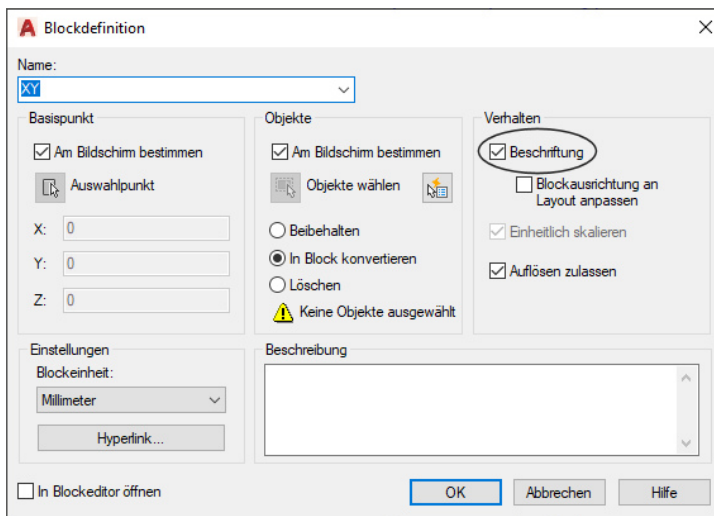 A Blockdefinition
Name:
XY
Basispunkt
Am Bildschirm bestimmen
Auswahlpunkt
X: 0
Y: 0
Z: 0
Objekte
Am Bildschirm bestimmen
Objekte wählen
Beibehalten
In Block konvertieren
Löschen
Keine Objekte ausgewählt
Verhalten
Beschriftung
Blockausrichtung an
Layout anpassen
Einheitlich skalieren
Auflösen zulassen
Einstellungen
Blockeinheit:
Millimeter
Hyperlink...
Beschreibung
In Blockeditor öffnen
OK
Abbrechen
Hilfe